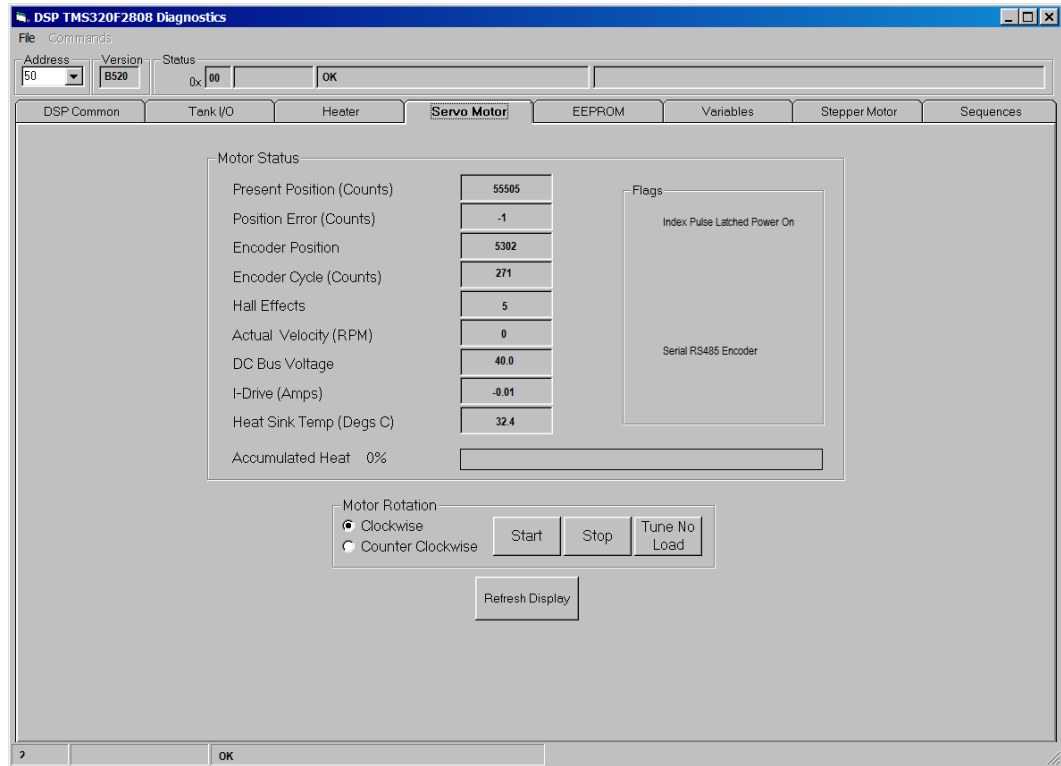 DSP TMS320F2808 Diagnostics
File Commands
Address Version Status
50 B520 0x 00 OK
DSP Common Tank I/O Heater Servo Motor EEPROM Variables Stepper Motor Sequences
Motor Status
Present Position (Counts) 55505
Position Error (Counts) -1
Encoder Position 5302
Encoder Cycle (Counts) 271
Hall Effects 5
Actual Velocity (RPM) 0
DC Bus Voltage 40.0
I-Drive (Amps) -0.01
Heat Sink Temp (Degs C) 32.4
Accumulated Heat 0%
Flags
Index Pulse Latched Power On
Serial RS485 Encoder
Motor Rotation
Clockwise
Counter Clockwise
Start
Stop
Tune No
Load
Refresh Display
? OK